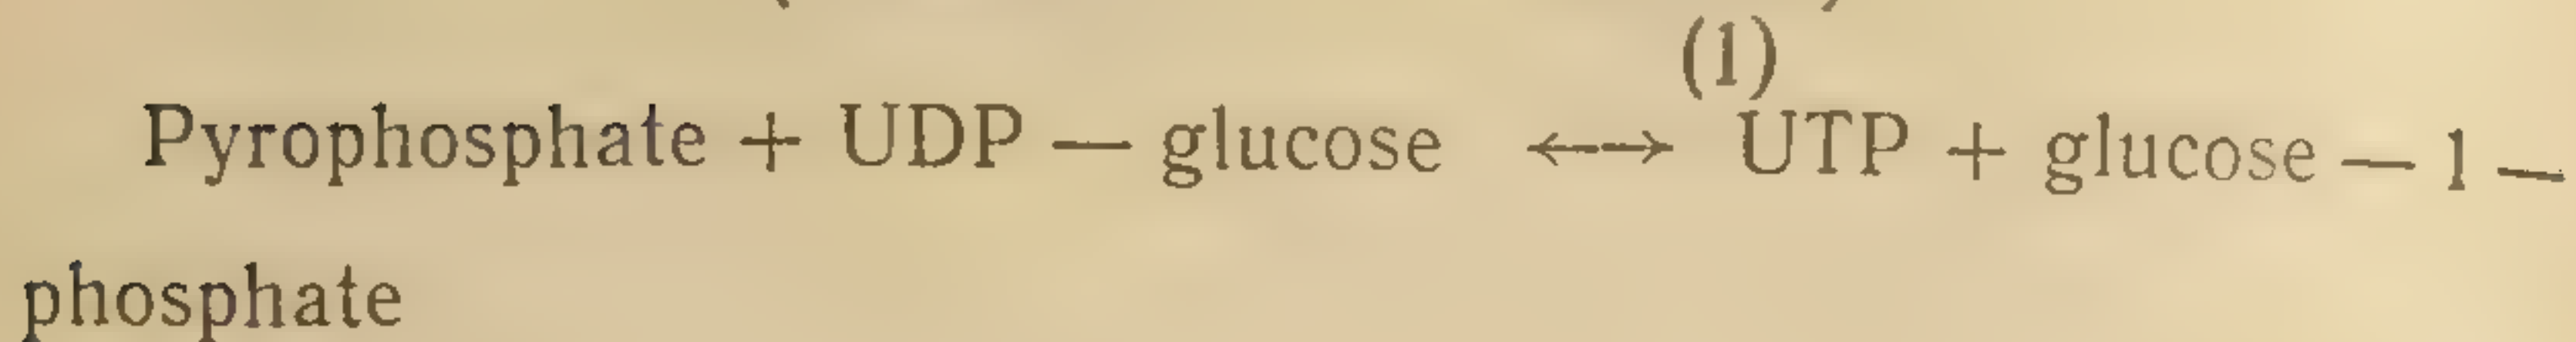 (1)
Pyrophosphate + UDP — glucose ←→ UTP + glucose — 1 —
phosphate